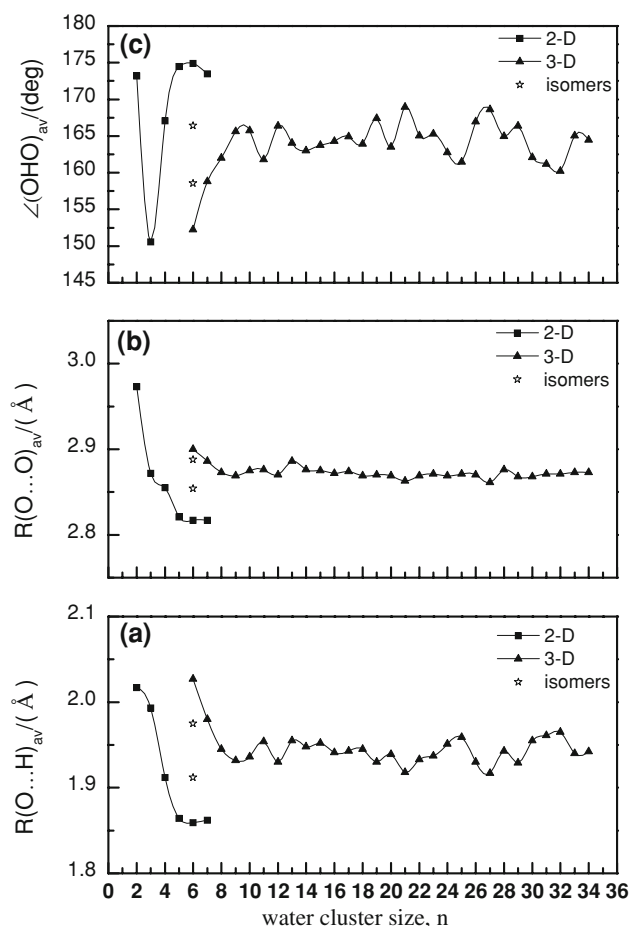 (c)
2-D
3-D
isomers
∠(OHO)av/(deg)
180
175
170
165
160
155
150
145
(b)
2-D
3-D
isomers
R(O...O)av/( Å )
3.0
2.9
2.8
(a)
2-D
3-D
isomers
R(O...H)av/( Å )
2.1
2.0
1.9
1.8
0 2 4 6 8 10 12 14 16 18 20 22 24 26 28 30 32 34 36
water cluster size, n